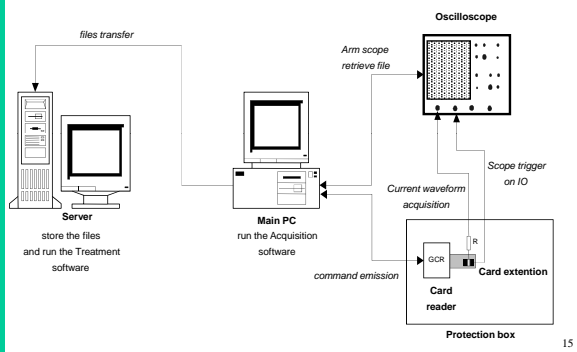 Oscilloscope
files transfer
Arm scope
retrieve file
Scope trigger
on IO
Current waveform
acquisition
Server
store the files
and run the Treatment
software
Main PC
run the Acquisition
software
command emission
R
GCR
Card extention
Card
reader
Protection box
15